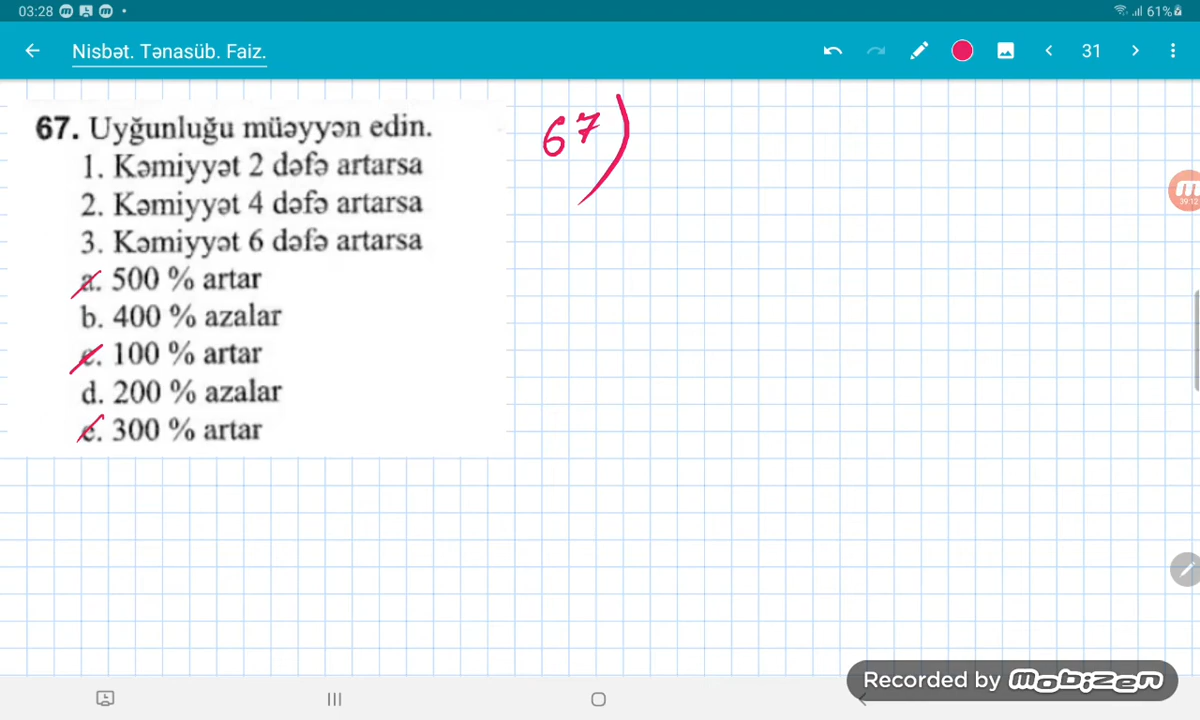 03:28 61%
Nisbət. Tənasüb. Faiz. 31
67. Uyğunluğu müəyyən edin.
1. Kəmiyyət 2 dəfə artarsa
2. Kəmiyyət 4 dəfə artarsa
3. Kəmiyyət 6 dəfə artarsa
a. 500 % artar
b. 400 % azalar
c. 100 % artar
d. 200 % azalar
e. 300 % artar
67)
39:12
Recorded by mobizen